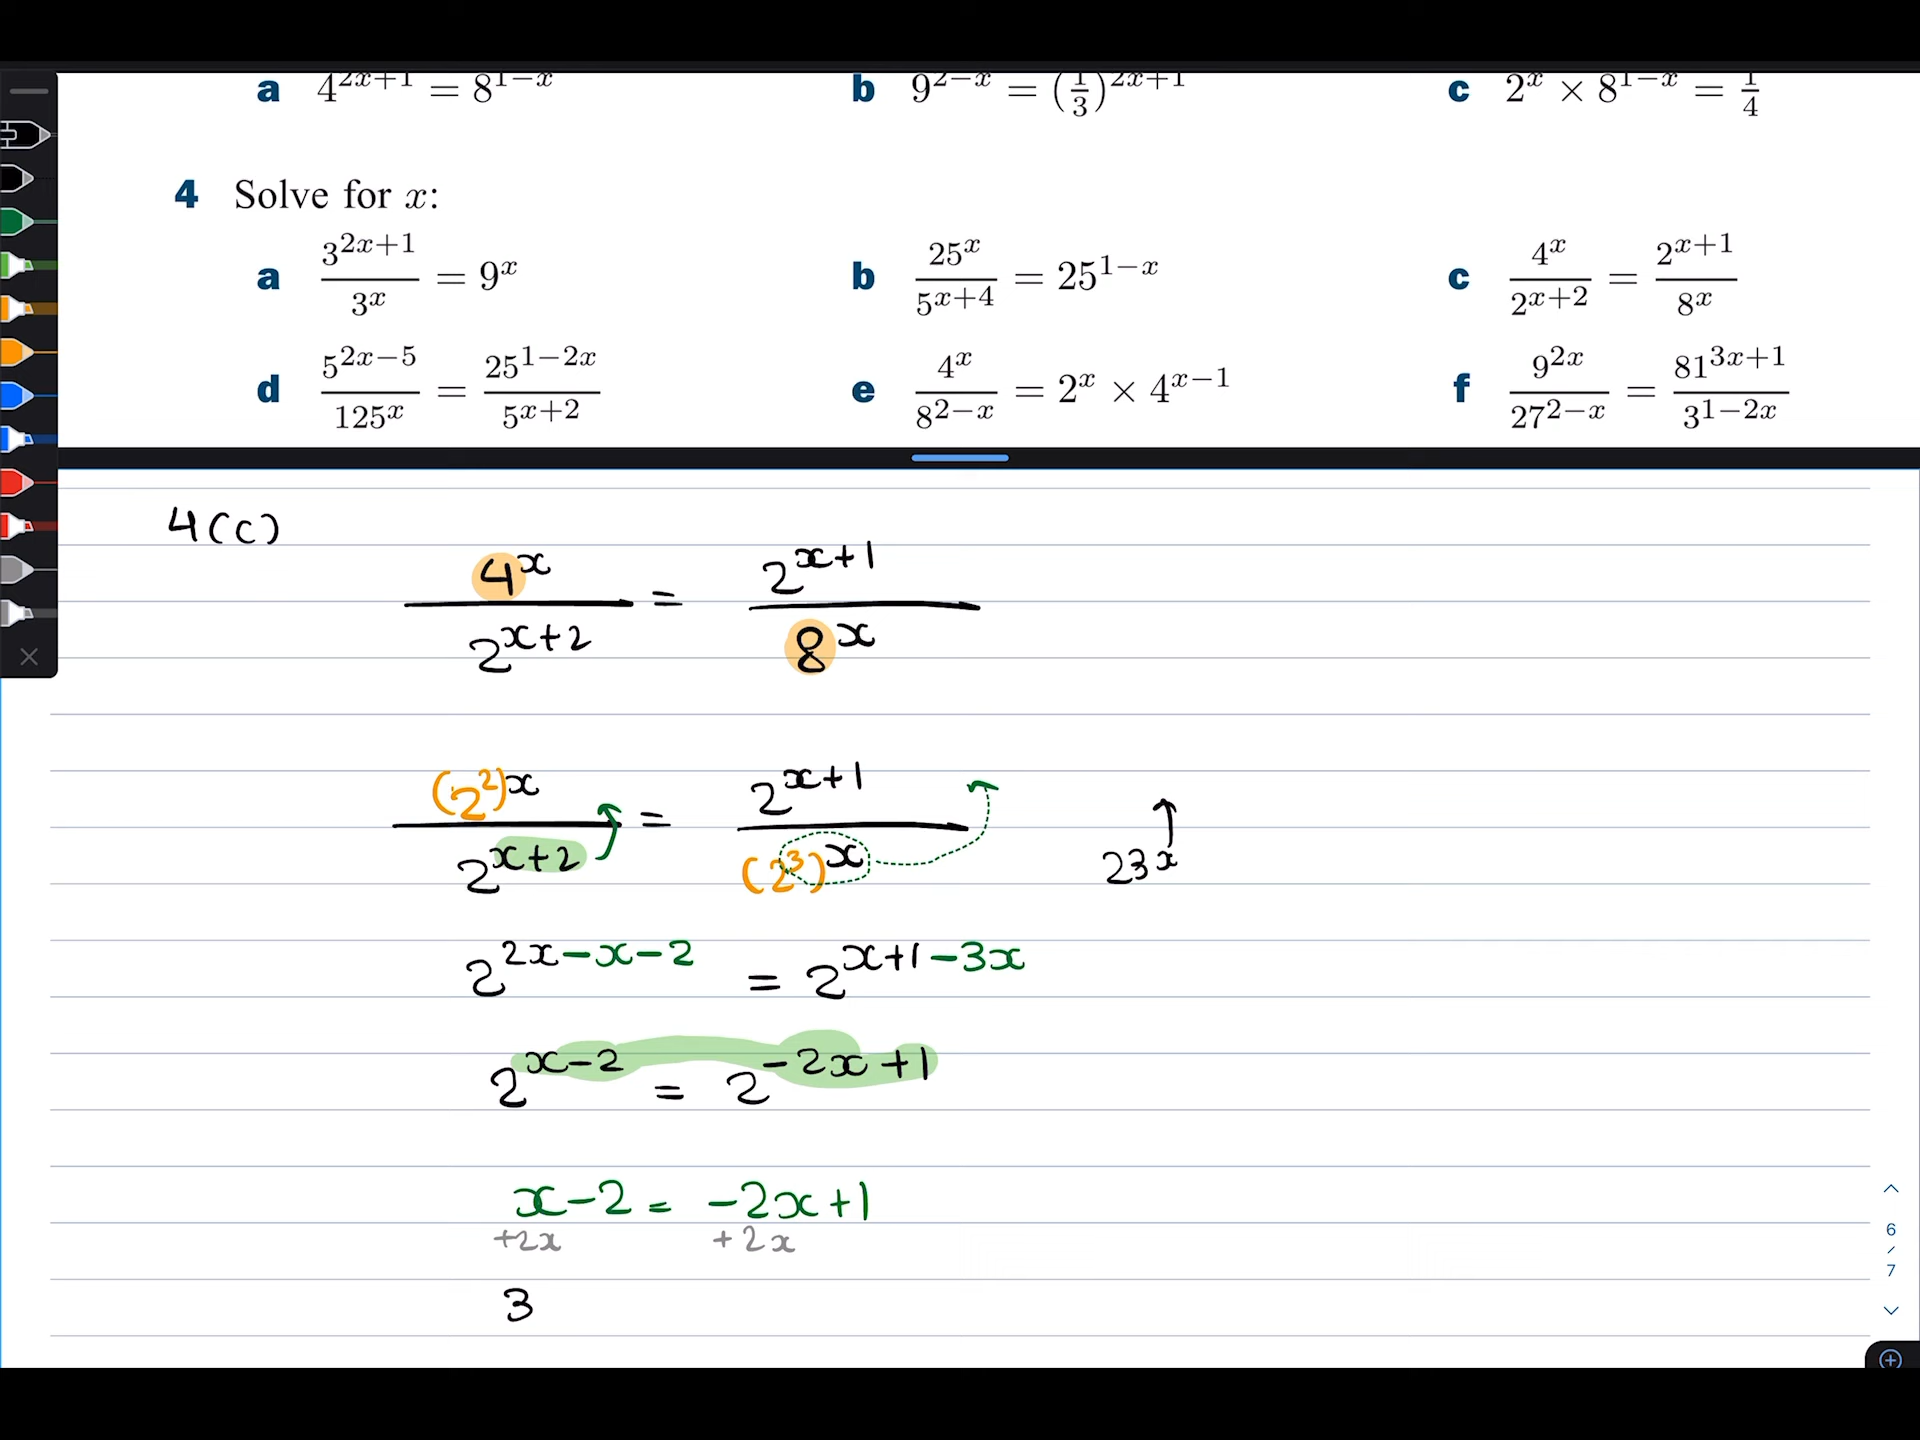 a 4^{2x+1} = 8^{1-x} b 9^{2-x} = (1/3)^{2x+1} c 2^x × 8^{1-x} = 1/4
4 Solve for x:
a 3^{2x+1}/3^x = 9^x b 25^x/5^{x+4} = 25^{1-x} c 4^x/2^{x+2} = 2^{x+1}/8^x
d 5^{2x-5}/125^x = 25^{1-2x}/5^{x+2} e 4^x/8^{2-x} = 2^x × 4^{x-1} f 9^{2x}/27^{2-x} = 81^{3x+1}/3^{1-2x}
4(c)
4^x/2^{x+2} = 2^{x+1}/8^x
(2^2)^x/2^{x+2} = 2^{x+1}/(2^3)^x 23x
2^{2x-x-2} = 2^{x+1-3x}
2^{x-2} = 2^{-2x+1}
x-2 = -2x+1
+2x +2x
3
6
/
7